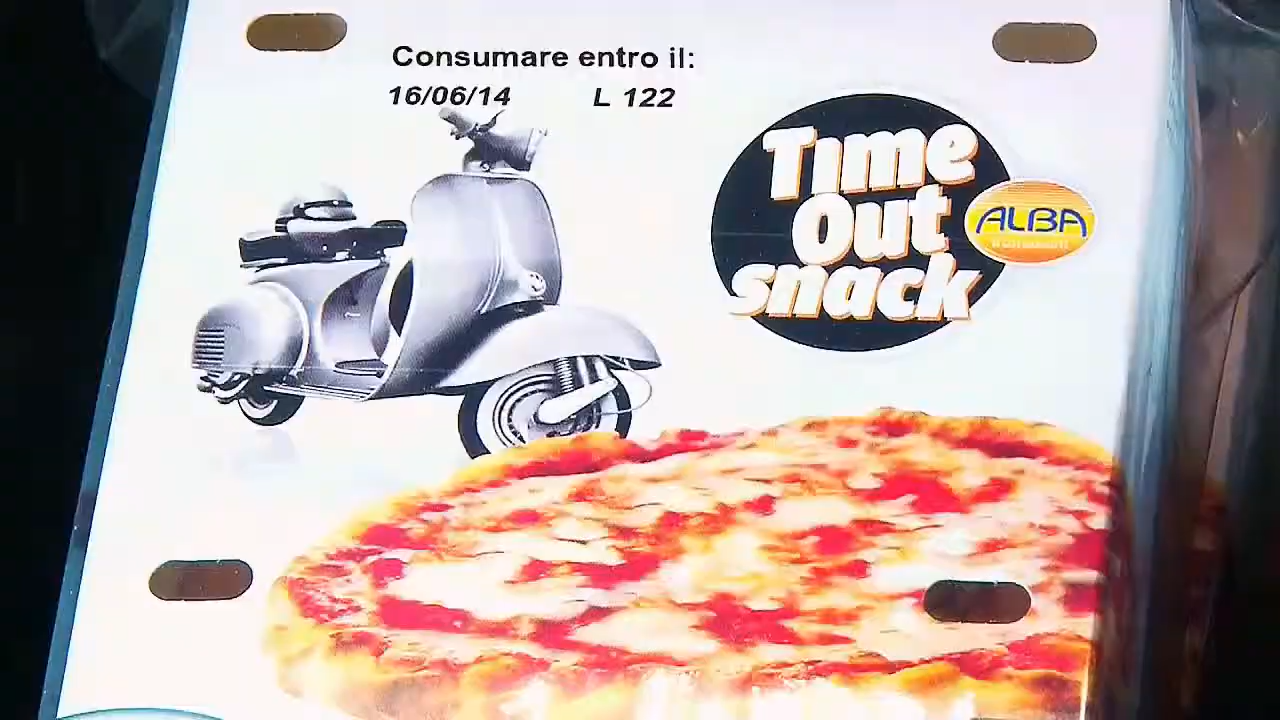 Consumare entro il:
16/06/14 L 122
Time
Out
snack
ALBA